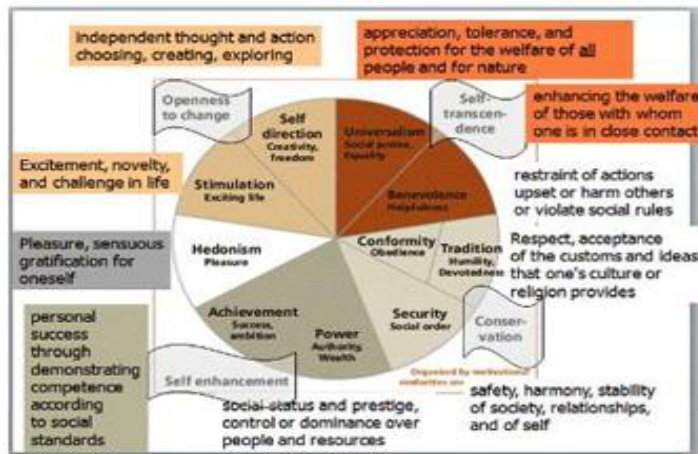 Independent thought and action
choosing, creating, exploring
appreciation, tolerance, and
protection for the welfare of all
people and for nature
Openness
to change
Self-
transcen-
dence
enhancing the welfare
of those with whom
one is in close contact
Self
direction
Creativity,
freedom
Universalism
Social justice,
Equality
Excitement, novelty,
and challenge in life
Stimulation
Exciting life
Benevolence
Helpfulness
restraint of actions
upset or harm others
or violate social rules
Pleasure, sensuous
gratification for
oneself
Hedonism
Pleasure
Conformity
Obedience
Tradition
Humility,
Devotedness
Respect, acceptance
of the customs and ideas
that one's culture or
religion provides
personal
success
through
demonstrating
competence
according
to social
standards
Achievement
Success,
ambition
Power
Authority,
Wealth
Security
Social order
Conser-
vation
Self enhancement
Organized by motivational
similarities are
social status and prestige,
control or dominance over
people and resources
safety, harmony, stability
of society, relationships,
and of self